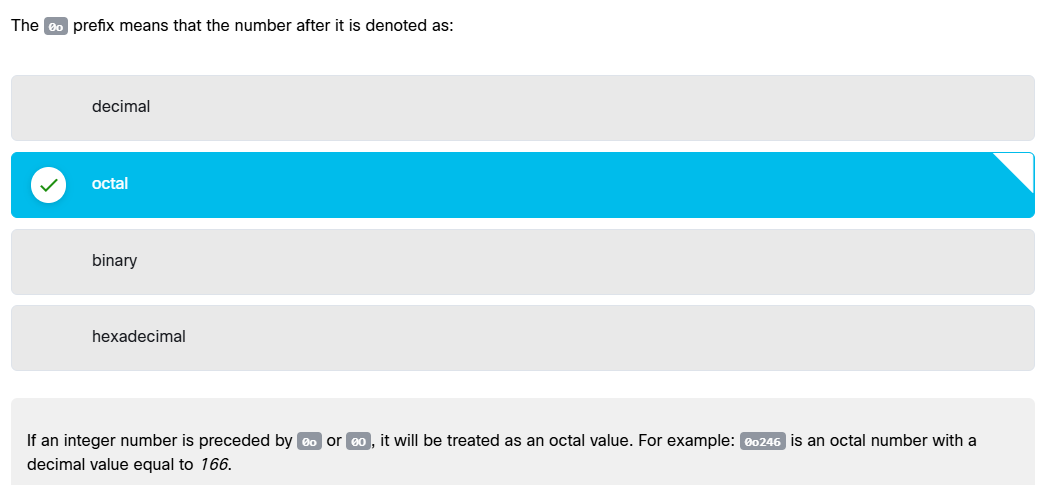 The 0o prefix means that the number after it is denoted as:
decimal
octal
binary
hexadecimal
If an integer number is preceded by 0o or 0O, it will be treated as an octal value. For example: 0o246 is an octal number with a
decimal value equal to 166.